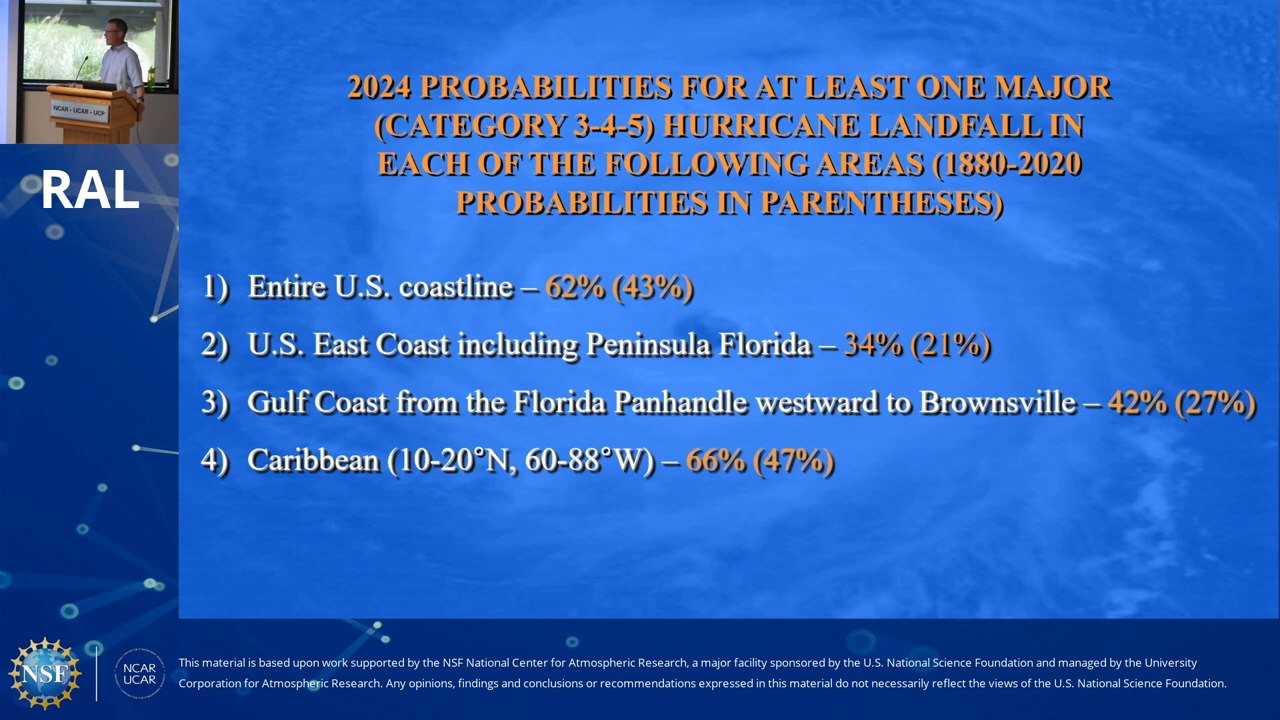 NCAR • UCAR • UCP
RAL
2024 PROBABILITIES FOR AT LEAST ONE MAJOR
(CATEGORY 3-4-5) HURRICANE LANDFALL IN
EACH OF THE FOLLOWING AREAS (1880-2020
PROBABILITIES IN PARENTHESES)
1) Entire U.S. coastline – 62% (43%)
2) U.S. East Coast including Peninsula Florida – 34% (21%)
3) Gulf Coast from the Florida Panhandle westward to Brownsville – 42% (27%)
4) Caribbean (10-20°N, 60-88°W) – 66% (47%)
NSF
NCAR
UCAR
This material is based upon work supported by the NSF National Center for Atmospheric Research, a major facility sponsored by the U.S. National Science Foundation and managed by the University
Corporation for Atmospheric Research. Any opinions, findings and conclusions or recommendations expressed in this material do not necessarily reflect the views of the U.S. National Science Foundation.